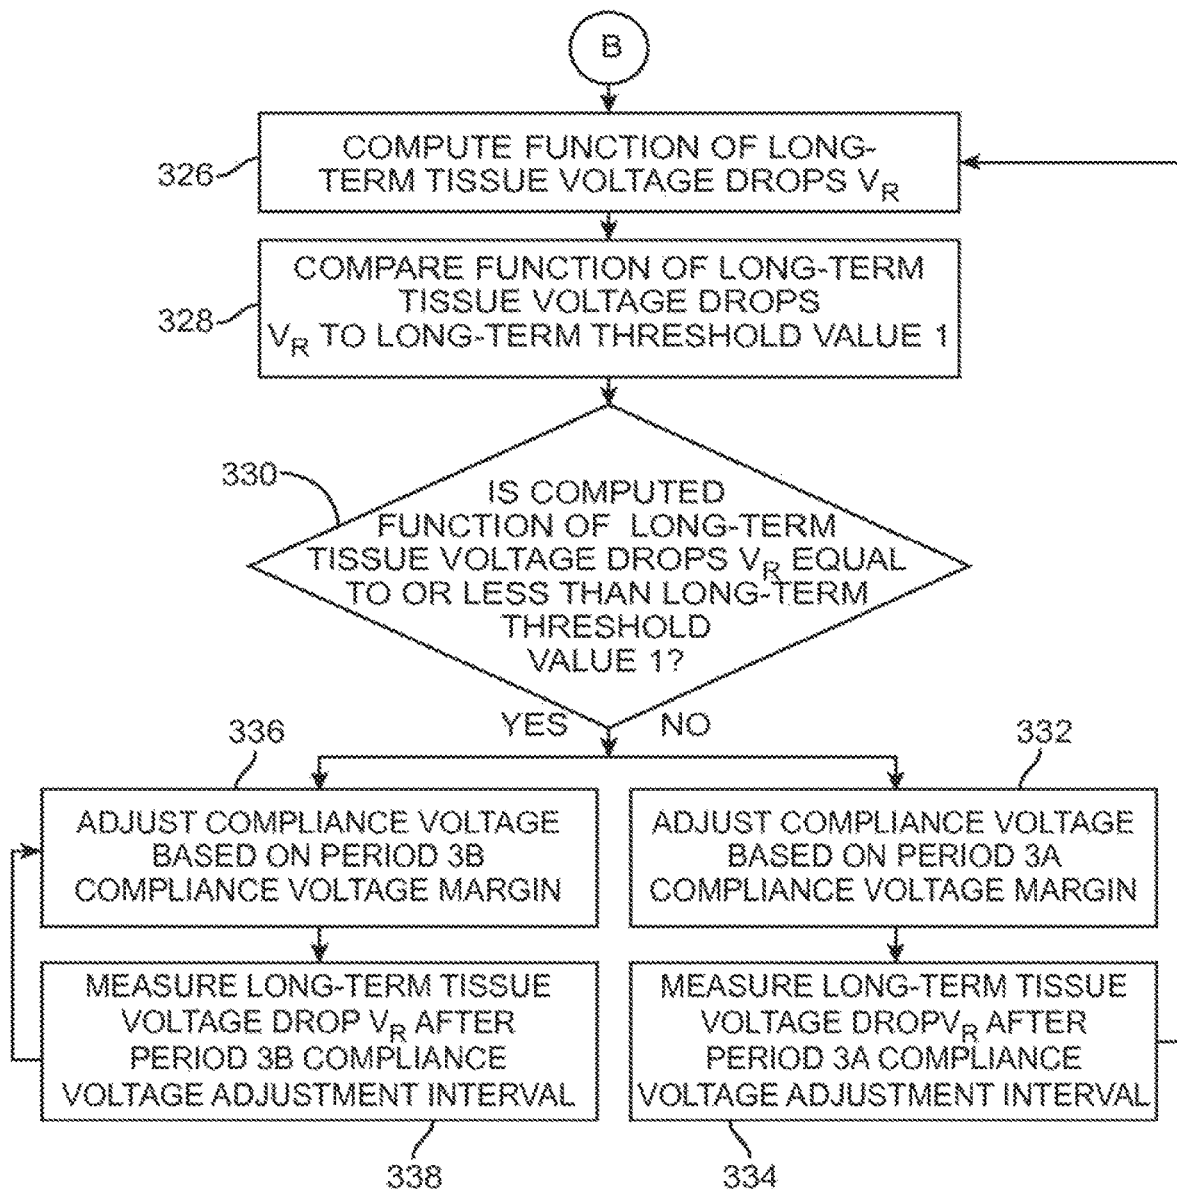 B
COMPUTE FUNCTION OF LONG-
TERM TISSUE VOLTAGE DROPS VR
326
COMPARE FUNCTION OF LONG-TERM
TISSUE VOLTAGE DROPS
VR TO LONG-TERM THRESHOLD VALUE 1
328
330
IS COMPUTED
FUNCTION OF LONG-TERM
TISSUE VOLTAGE DROPS VR EQUAL
TO OR LESS THAN LONG-TERM
THRESHOLD
VALUE 1?
YES NO
336
ADJUST COMPLIANCE VOLTAGE
BASED ON PERIOD 3B
COMPLIANCE VOLTAGE MARGIN
332
ADJUST COMPLIANCE VOLTAGE
BASED ON PERIOD 3A
COMPLIANCE VOLTAGE MARGIN
MEASURE LONG-TERM TISSUE
VOLTAGE DROP VR AFTER
PERIOD 3B COMPLIANCE
VOLTAGE ADJUSTMENT INTERVAL
338
MEASURE LONG-TERM TISSUE
VOLTAGE DROPVR AFTER
PERIOD 3A COMPLIANCE
VOLTAGE ADJUSTMENT INTERVAL
334